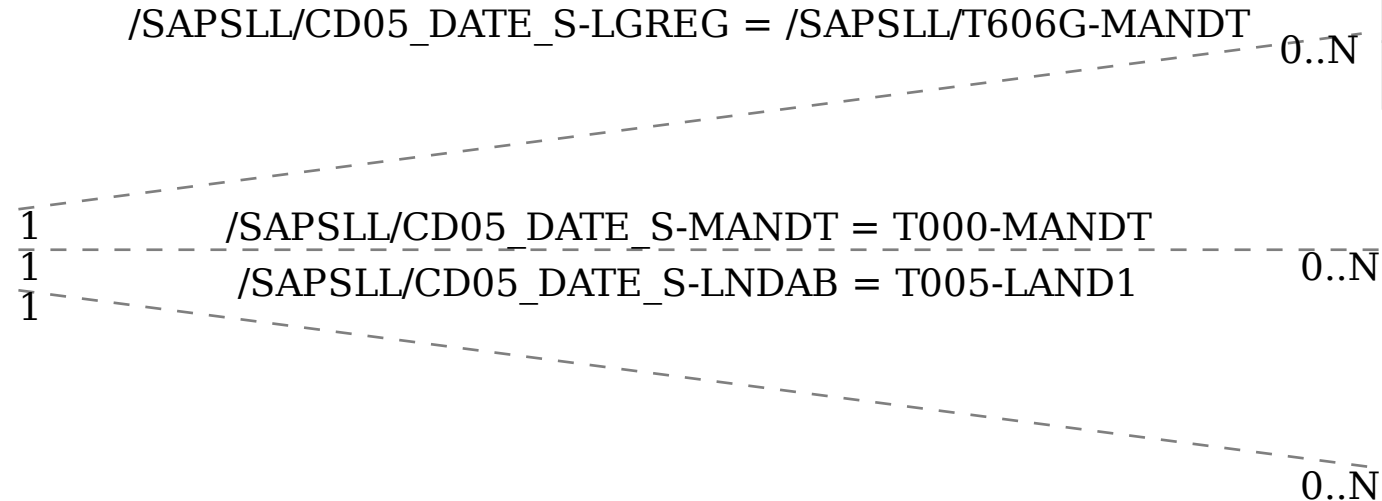 /SAPSLL/CD05_DATE_S-LGREG = /SAPSLL/T606G-MANDT
0..N
1
/SAPSLL/CD05_DATE_S-MANDT = T000-MANDT
1
0..N
/SAPSLL/CD05_DATE_S-LNDAB = T005-LAND1
1
0..N